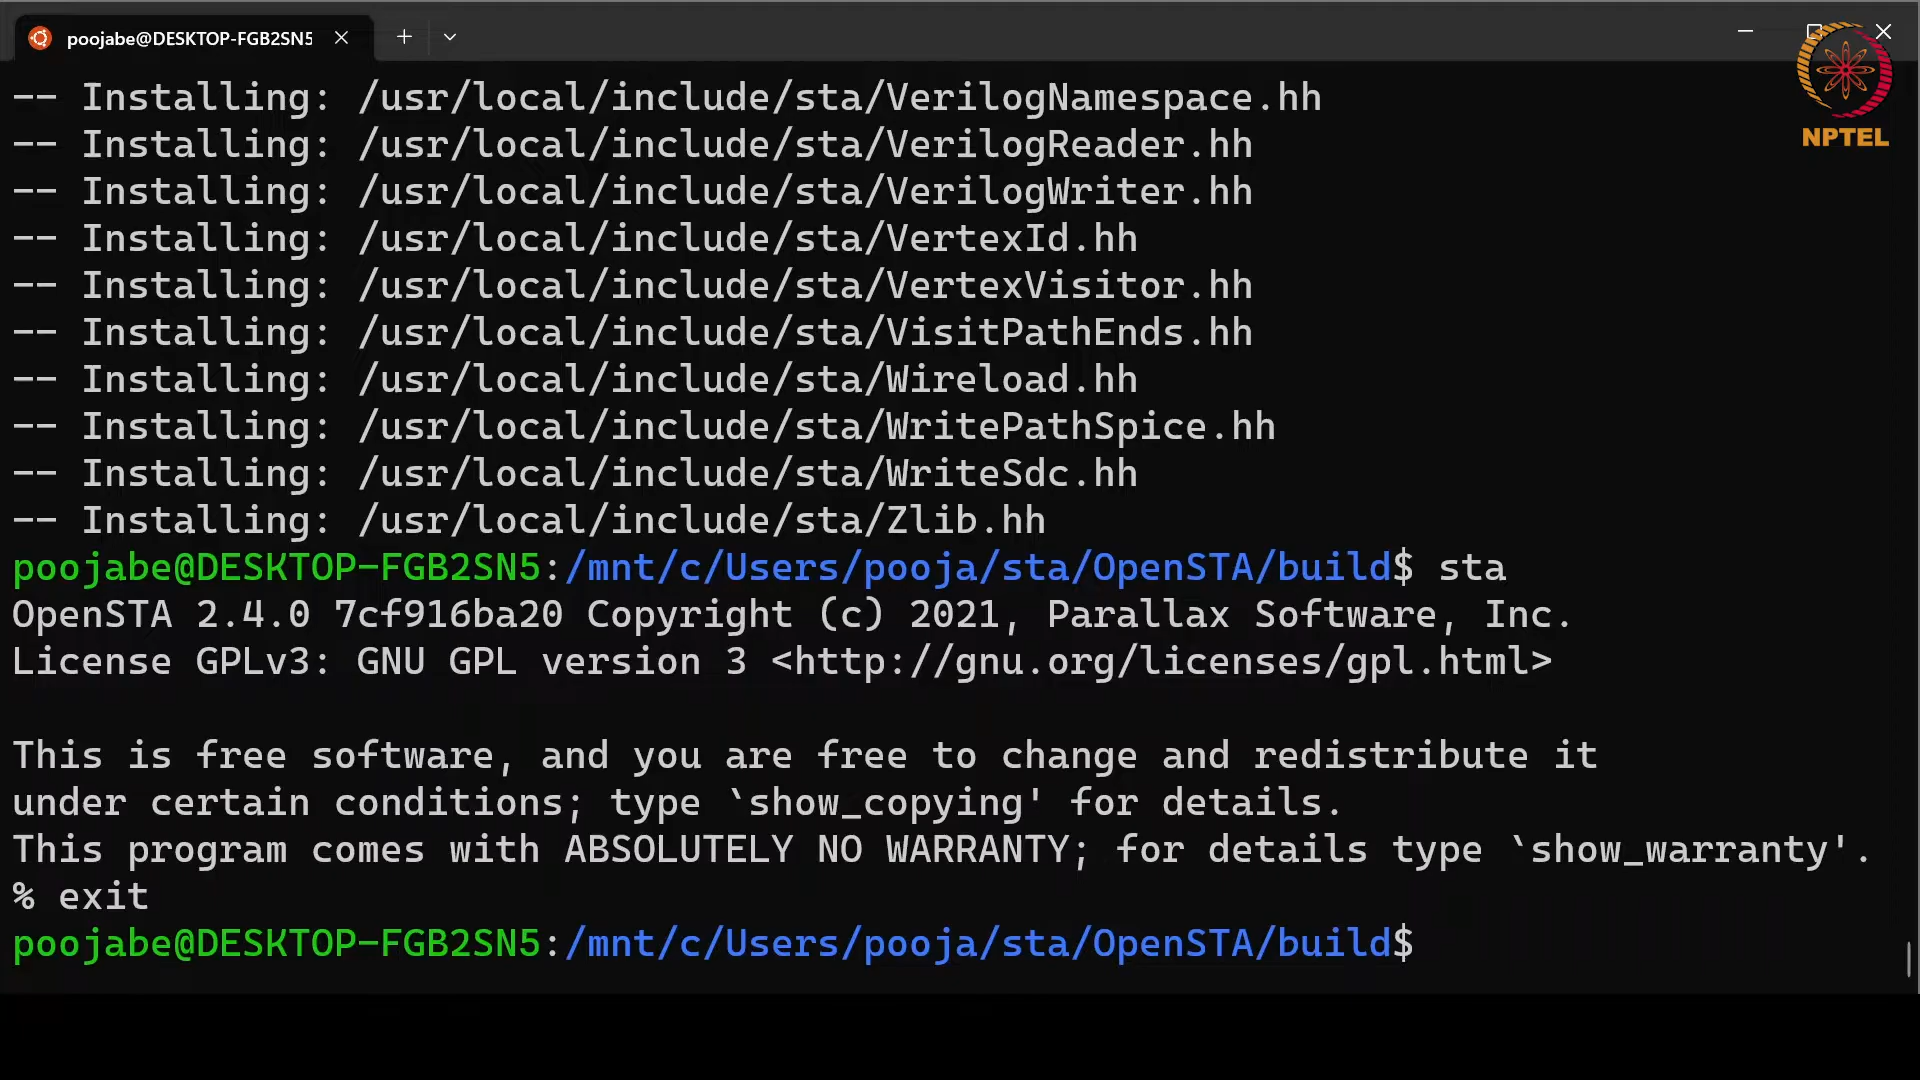 poojabe@DESKTOP-FGB2SN5
NPTEL
-- Installing: /usr/local/include/sta/VerilogNamespace.hh
-- Installing: /usr/local/include/sta/VerilogReader.hh
-- Installing: /usr/local/include/sta/VerilogWriter.hh
-- Installing: /usr/local/include/sta/VertexId.hh
-- Installing: /usr/local/include/sta/VertexVisitor.hh
-- Installing: /usr/local/include/sta/VisitPathEnds.hh
-- Installing: /usr/local/include/sta/Wireload.hh
-- Installing: /usr/local/include/sta/WritePathSpice.hh
-- Installing: /usr/local/include/sta/WriteSdc.hh
-- Installing: /usr/local/include/sta/Zlib.hh
poojabe@DESKTOP-FGB2SN5:/mnt/c/Users/pooja/sta/OpenSTA/build$ sta
OpenSTA 2.4.0 7cf916ba20 Copyright (c) 2021, Parallax Software, Inc.
License GPLv3: GNU GPL version 3 <http://gnu.org/licenses/gpl.html>
This is free software, and you are free to change and redistribute it
under certain conditions; type `show_copying' for details.
This program comes with ABSOLUTELY NO WARRANTY; for details type `show_warranty'.
% exit
poojabe@DESKTOP-FGB2SN5:/mnt/c/Users/pooja/sta/OpenSTA/build$